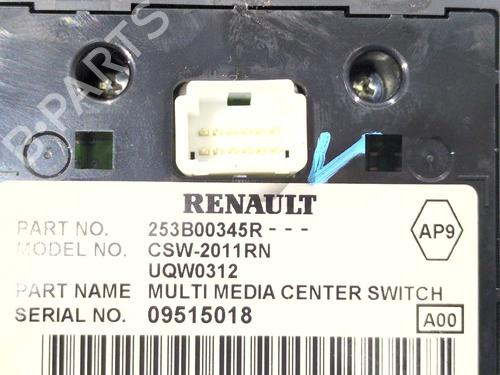 RENAULT
PART NO. 253B00345R---
MODEL NO. CSW-2011RN
UQW0312
PART NAME MULTI MEDIA CENTER SWITCH
SERIAL NO. 09515018
AP9
A00
B-PARTS